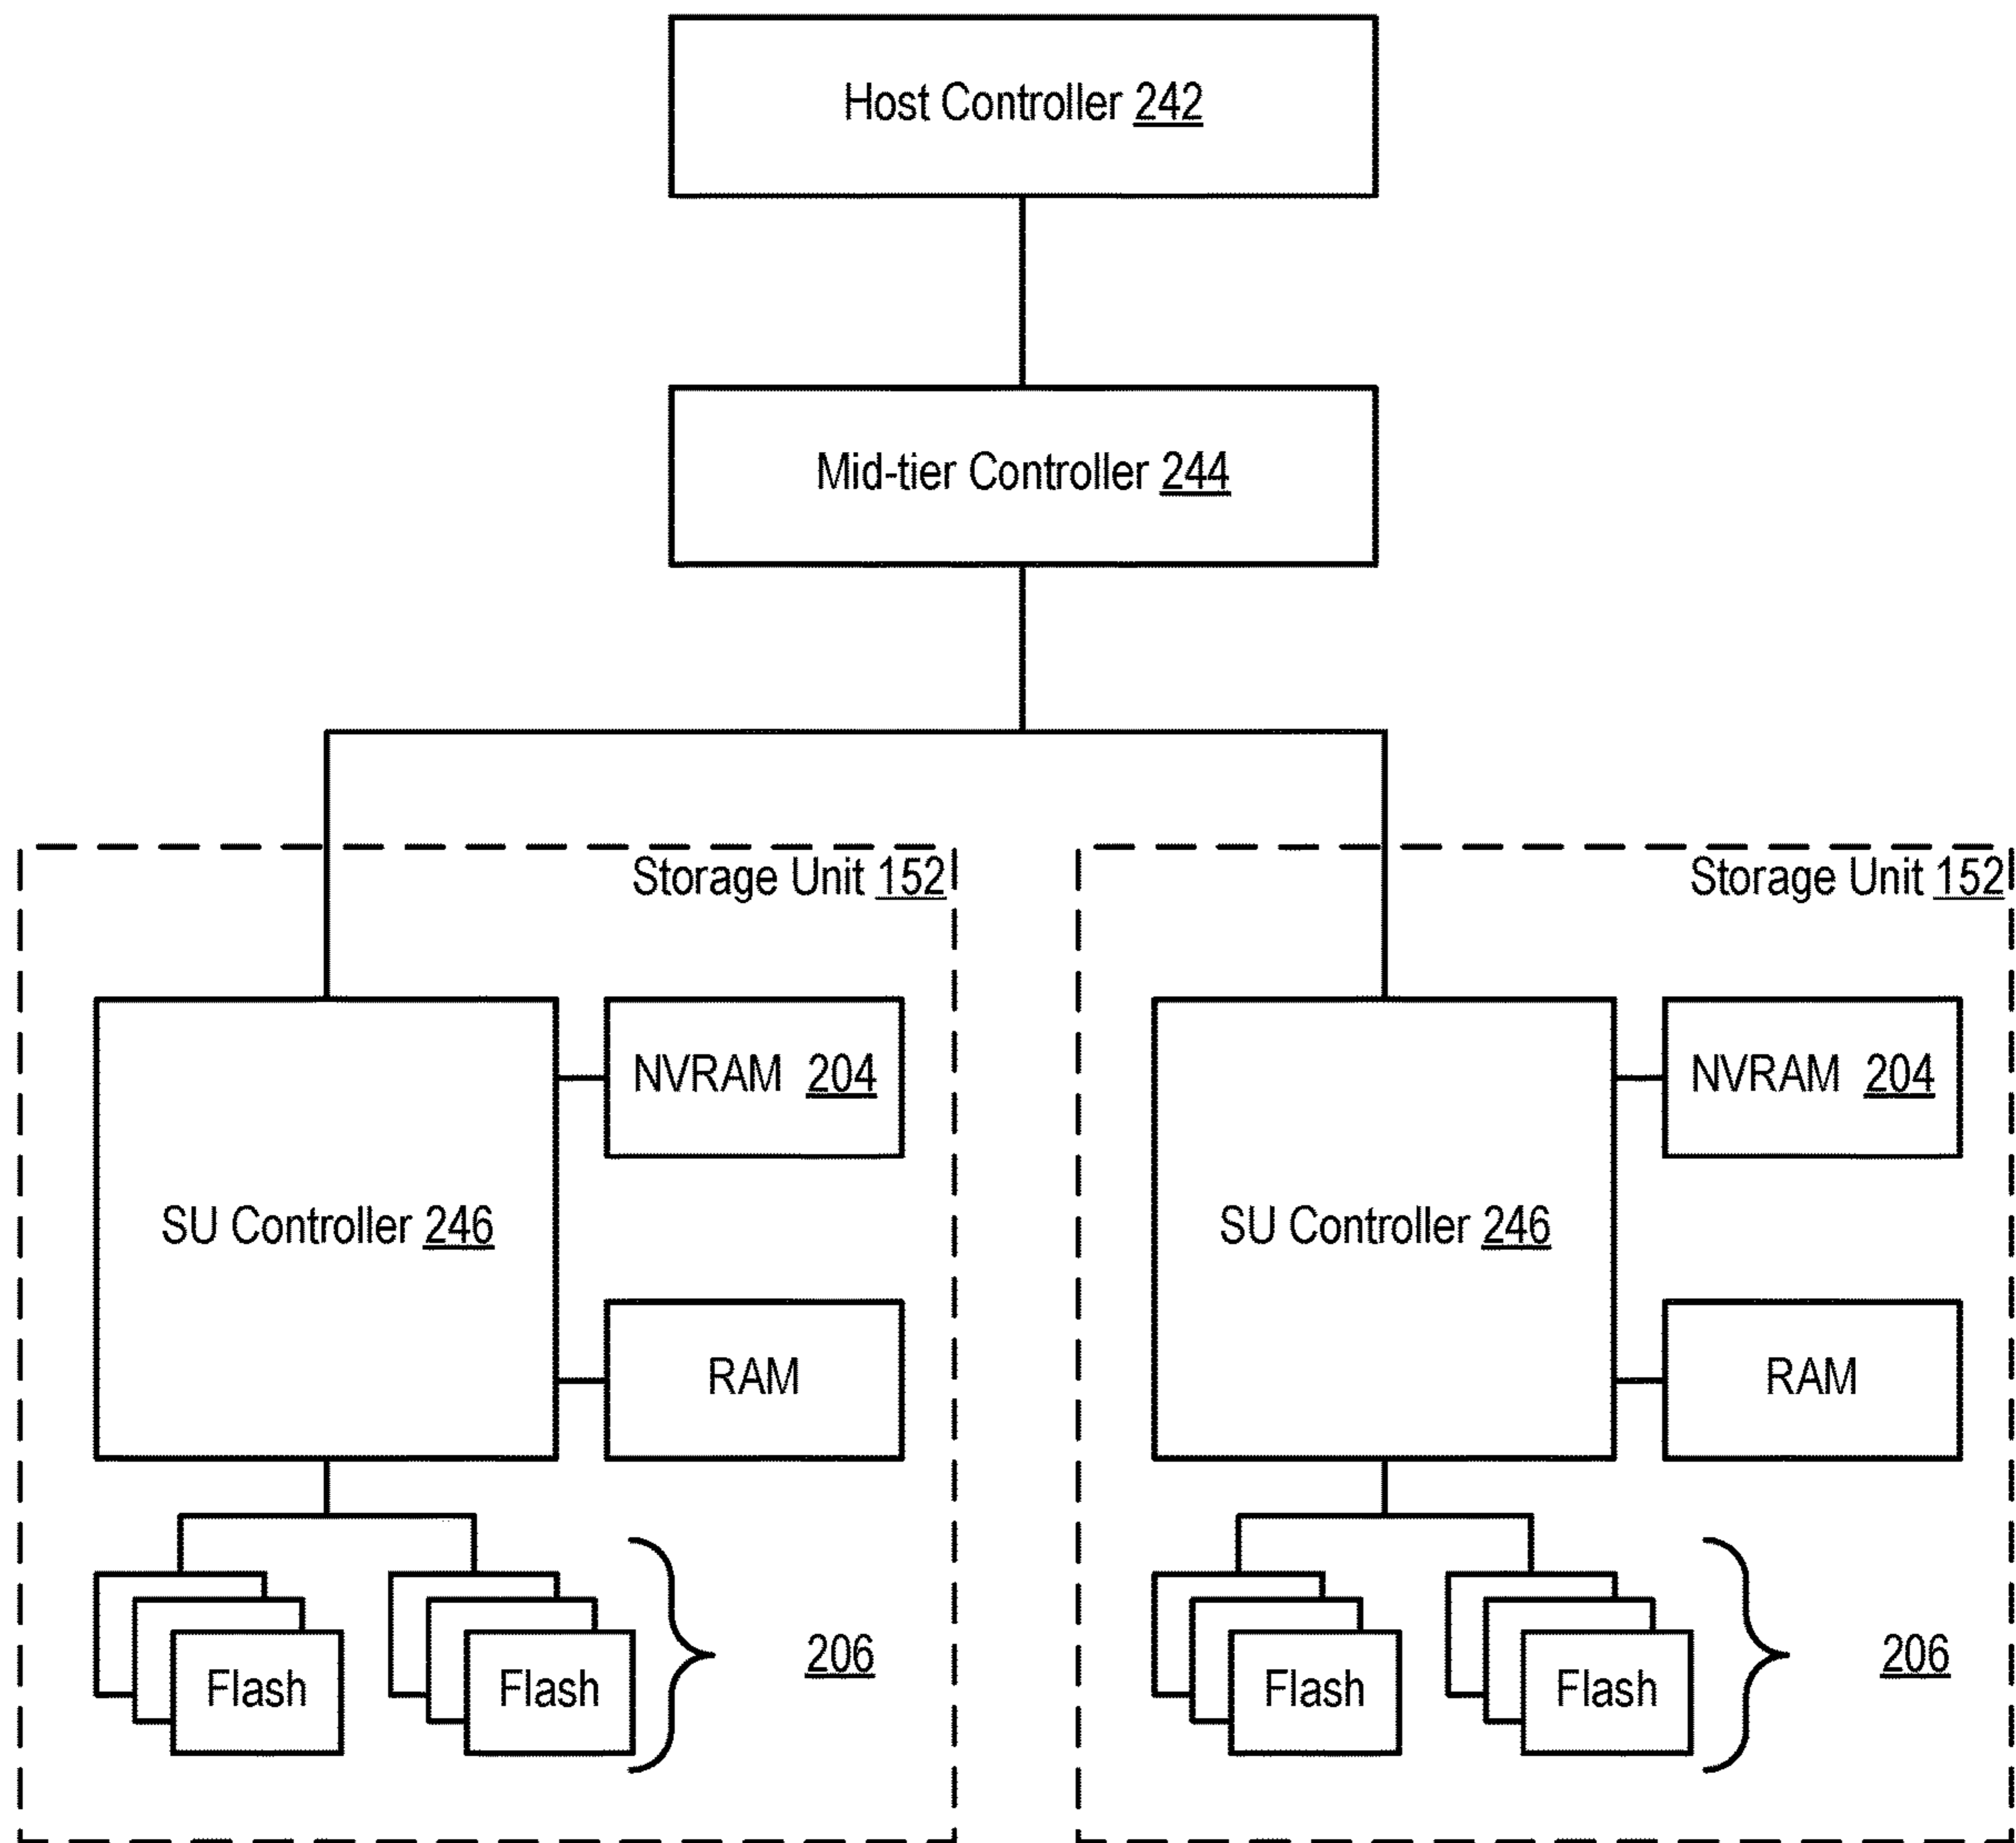 Host Controller 242
Mid-tier Controller 244
Storage Unit 152
NVRAM 204
SU Controller 246
RAM
Flash
Flash
206
Storage Unit 152
NVRAM 204
SU Controller 246
RAM
Flash
Flash
206